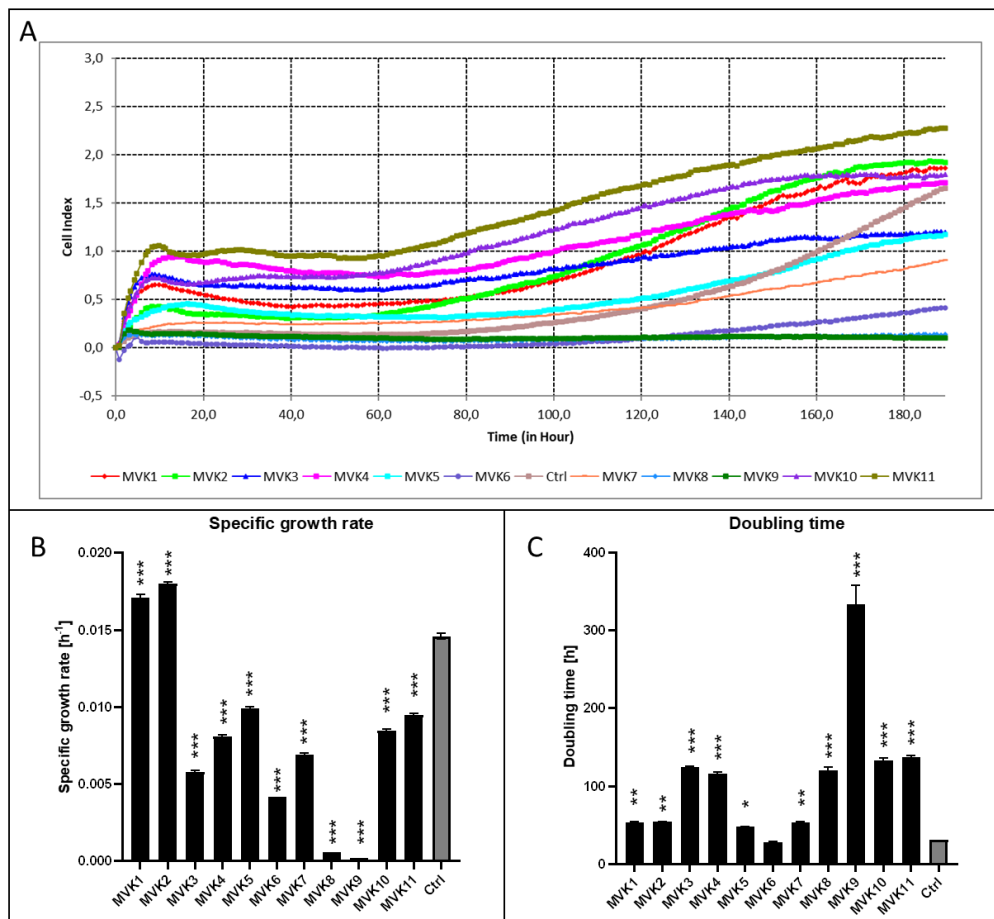 A
3,0
2,5
2,0
1,5
1,0
0,5
0,0
-0,5
Cell Index
0,0 20,0 40,0 60,0 80,0 100,0 120,0 140,0 160,0 180,0
Time (in Hour)
MVK1 MVK2 MVK3 MVK4 MVK5 MVK6 Ctrl MVK7 MVK8 MVK9 MVK10 MVK11
B
Specific growth rate
0.020
0.015
0.010
0.005
0.000
Specific growth rate [h-1]
*** *** *** *** *** *** *** *** *** *** ***
MVK1 MVK2 MVK3 MVK4 MVK5 MVK6 MVK7 MVK8 MVK9 MVK10 MVK11 Ctrl
C
Doubling time
400
300
200
100
0
Doubling time [h]
** ** *** *** * ** *** *** *** ***
MVK1 MVK2 MVK3 MVK4 MVK5 MVK6 MVK7 MVK8 MVK9 MVK10 MVK11 Ctrl